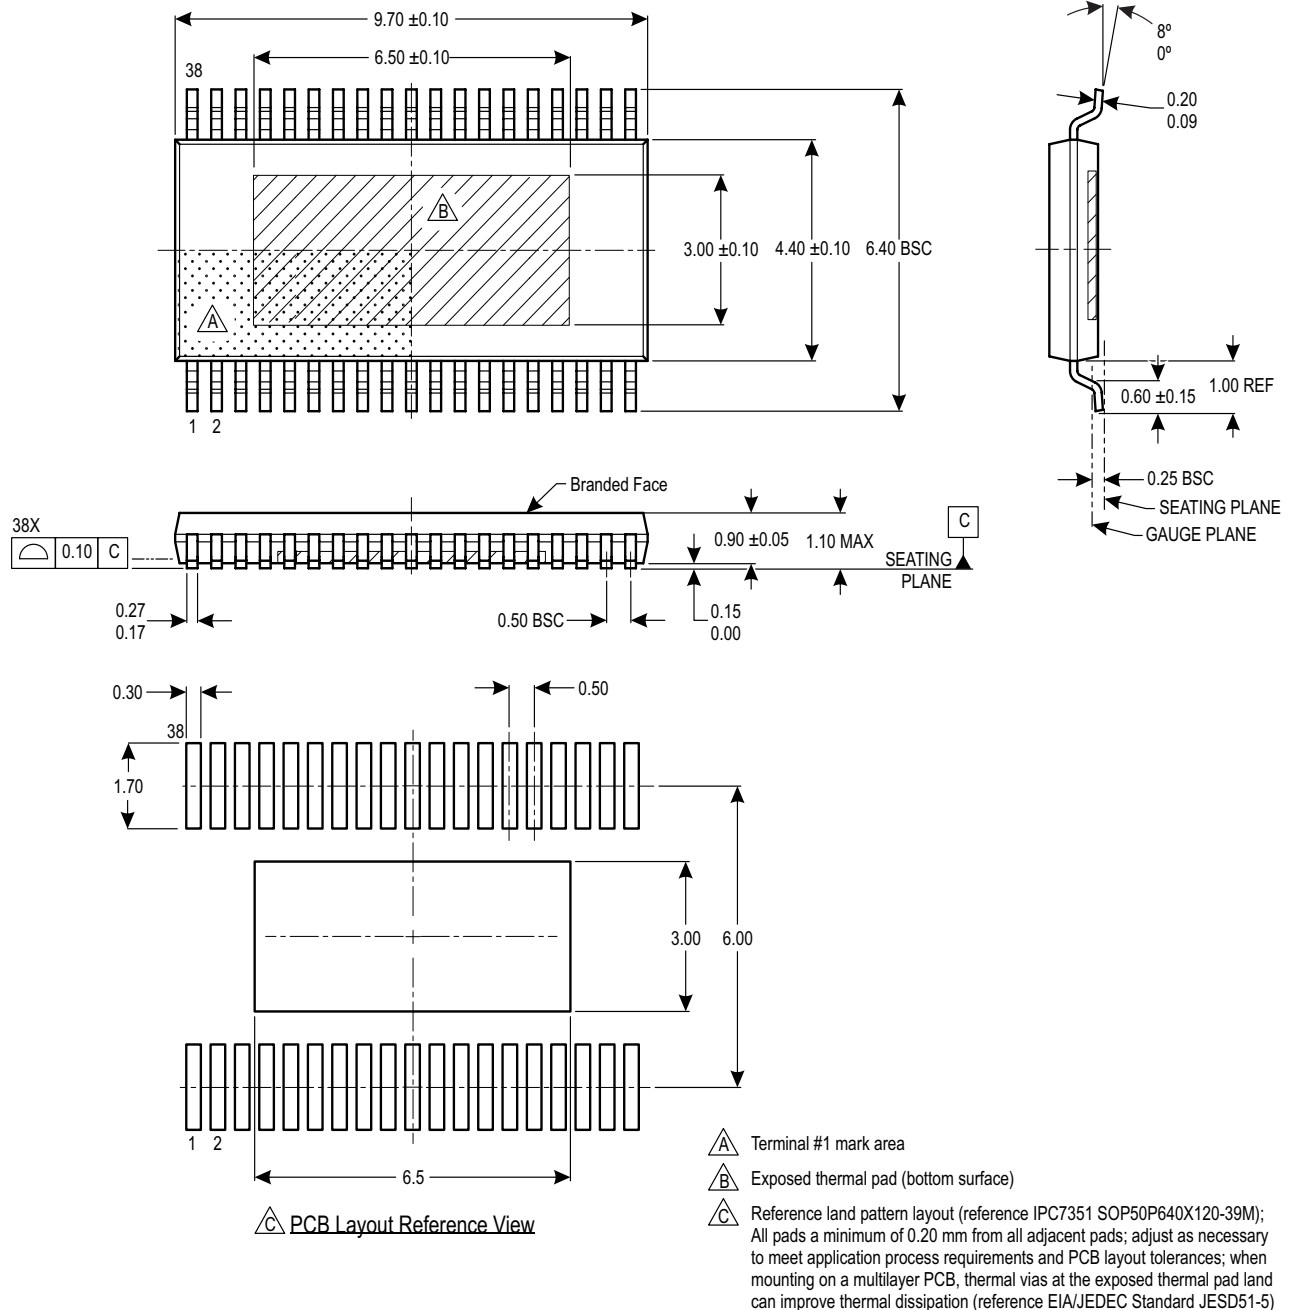 9.70 ±0.10
6.50 ±0.10
38
8º
0º
0.20
0.09
B
3.00 ±0.10
4.40 ±0.10
6.40 BSC
A
1 2
0.60 ±0.15
1.00 REF
0.25 BSC
SEATING PLANE
GAUGE PLANE
Branded Face
38X
0.10 C
0.90 ±0.05
1.10 MAX
C
SEATING
PLANE
0.27
0.17
0.50 BSC
0.15
0.00
0.30
0.50
38
1.70
3.00
6.00
1 2
6.5
C PCB Layout Reference View
A Terminal #1 mark area
B Exposed thermal pad (bottom surface)
C Reference land pattern layout (reference IPC7351 SOP50P640X120-39M);
All pads a minimum of 0.20 mm from all adjacent pads; adjust as necessary
to meet application process requirements and PCB layout tolerances; when
mounting on a multilayer PCB, thermal vias at the exposed thermal pad land
can improve thermal dissipation (reference EIA/JEDEC Standard JESD51-5)